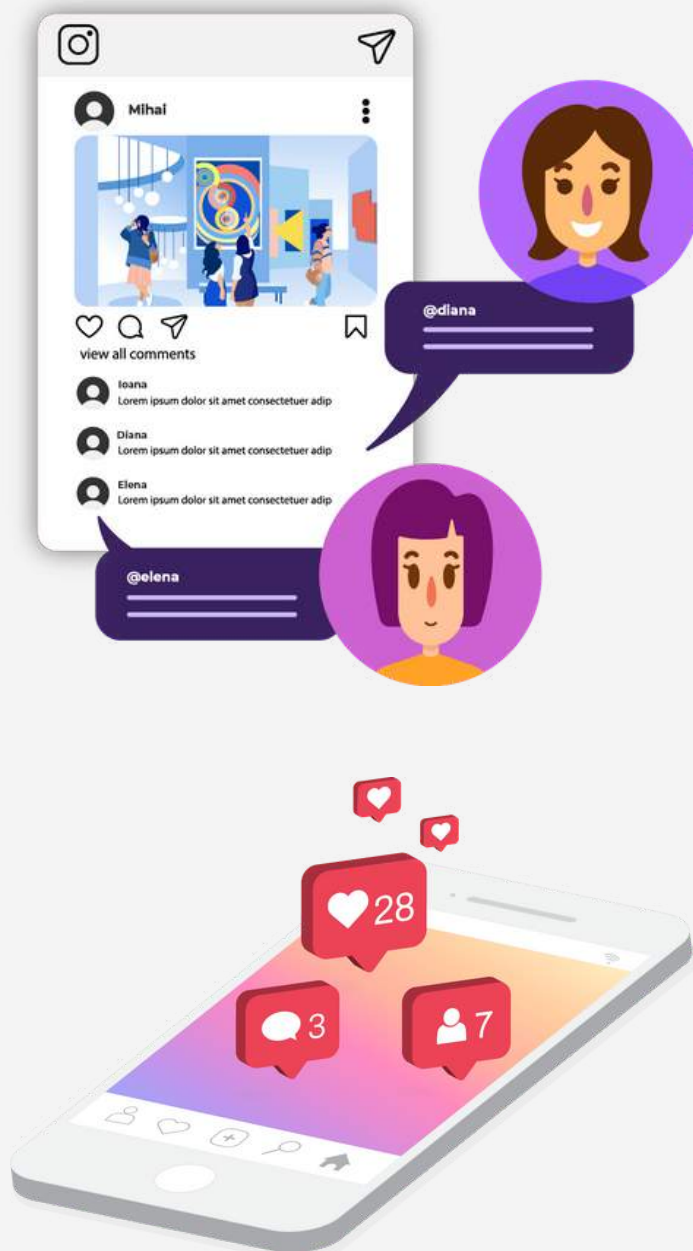 Mihai
@diana
view all comments
Ioana
Lorem ipsum dolor sit amet consectetuer adip
Diana
Lorem ipsum dolor sit amet consectetuer adip
Elena
Lorem ipsum dolor sit amet consectetuer adip
@elena
28
3
7